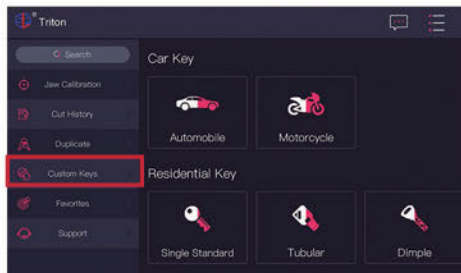 Triton
Search
Jaw Calibration
Cut History
Duplicate
Custom Keys
Favorites
Support
Car Key
Automobile
Motorcycle
Residential Key
Single Standard
Tubular
Dimple